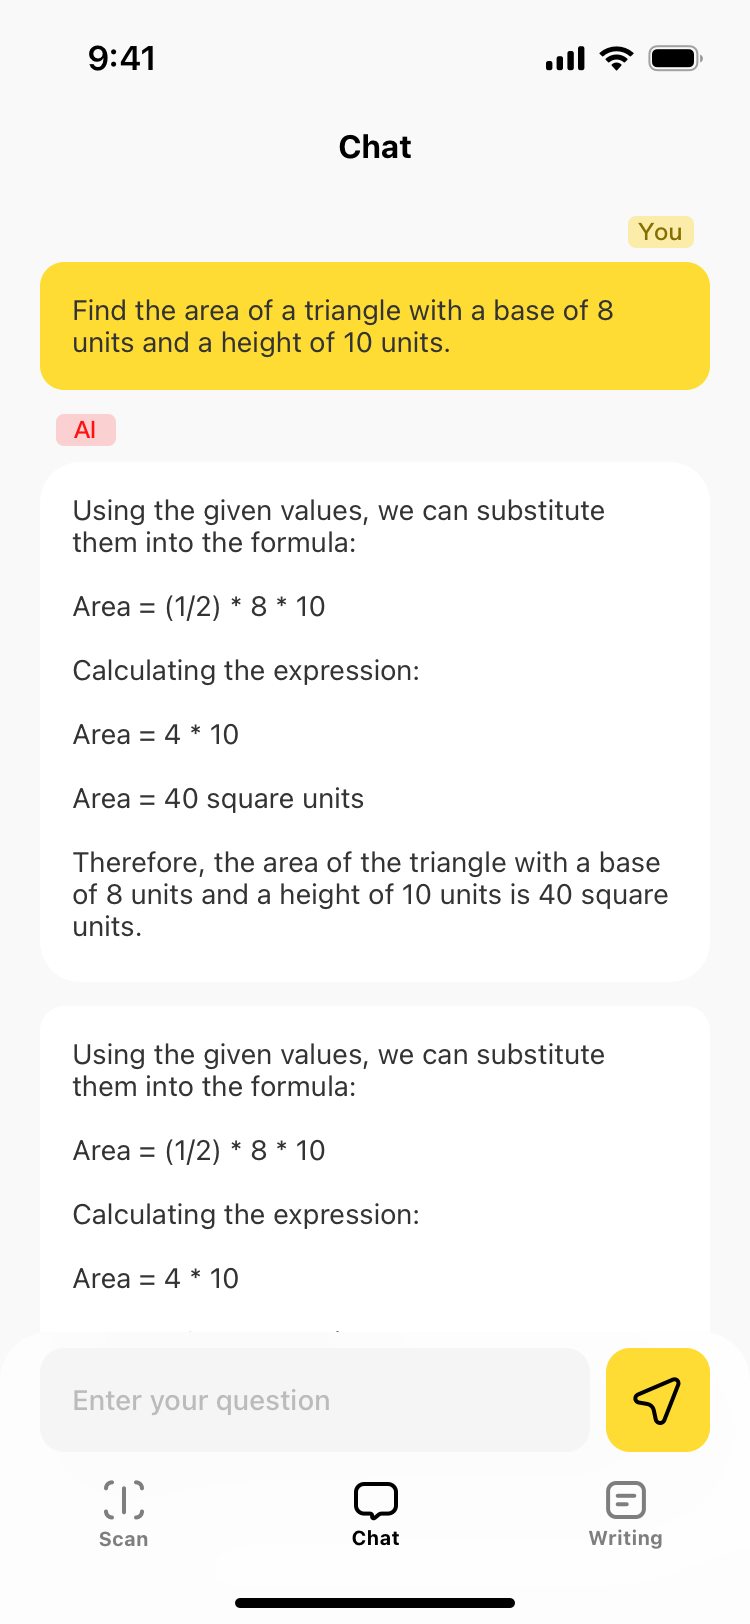 9:41
Chat
You
Find the area of a triangle with a base of 8
units and a height of 10 units.
AI
Using the given values, we can substitute
them into the formula:
Area = (1/2) * 8 * 10
Calculating the expression:
Area = 4 * 10
Area = 40 square units
Therefore, the area of the triangle with a base
of 8 units and a height of 10 units is 40 square
units.
Using the given values, we can substitute
them into the formula:
Area = (1/2) * 8 * 10
Calculating the expression:
Area = 4 * 10
Enter your question
Scan
Chat
Writing